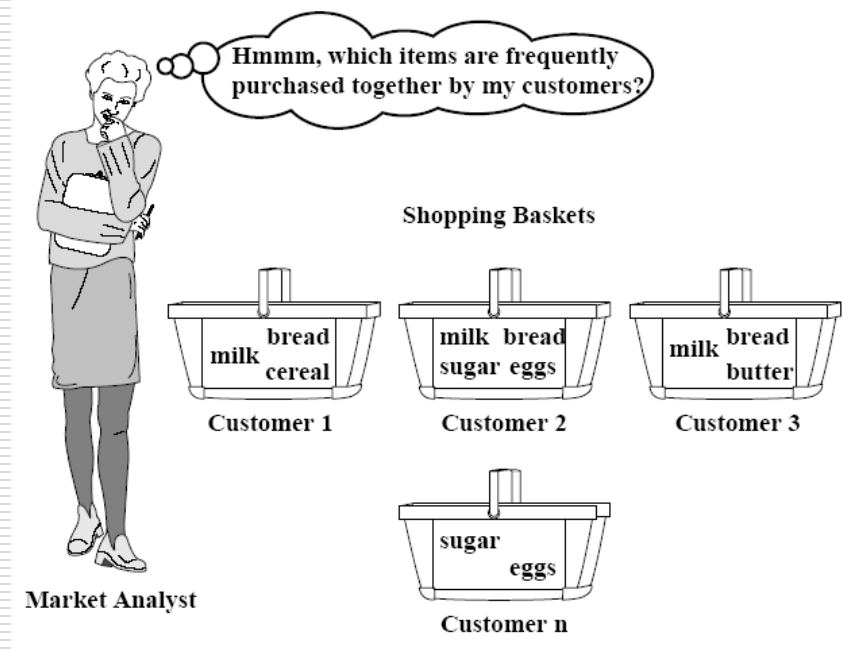 Hmmm, which items are frequently
purchased together by my customers?
Shopping Baskets
milk bread
cereal
Customer 1
milk bread
sugar eggs
Customer 2
milk bread
butter
Customer 3
sugar
eggs
Customer n
Market Analyst